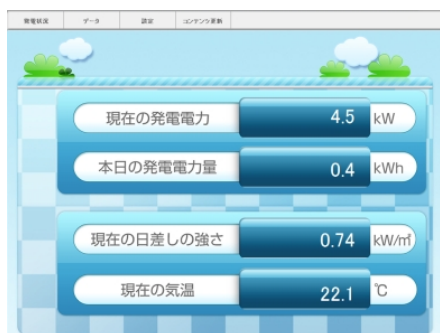 発電状況 データ 設定 コンテンツ更新
現在の発電電力 4.5 kW
本日の発電電力量 0.4 kWh
現在の日差しの強さ 0.74 kW/㎡
現在の気温 22.1 ℃